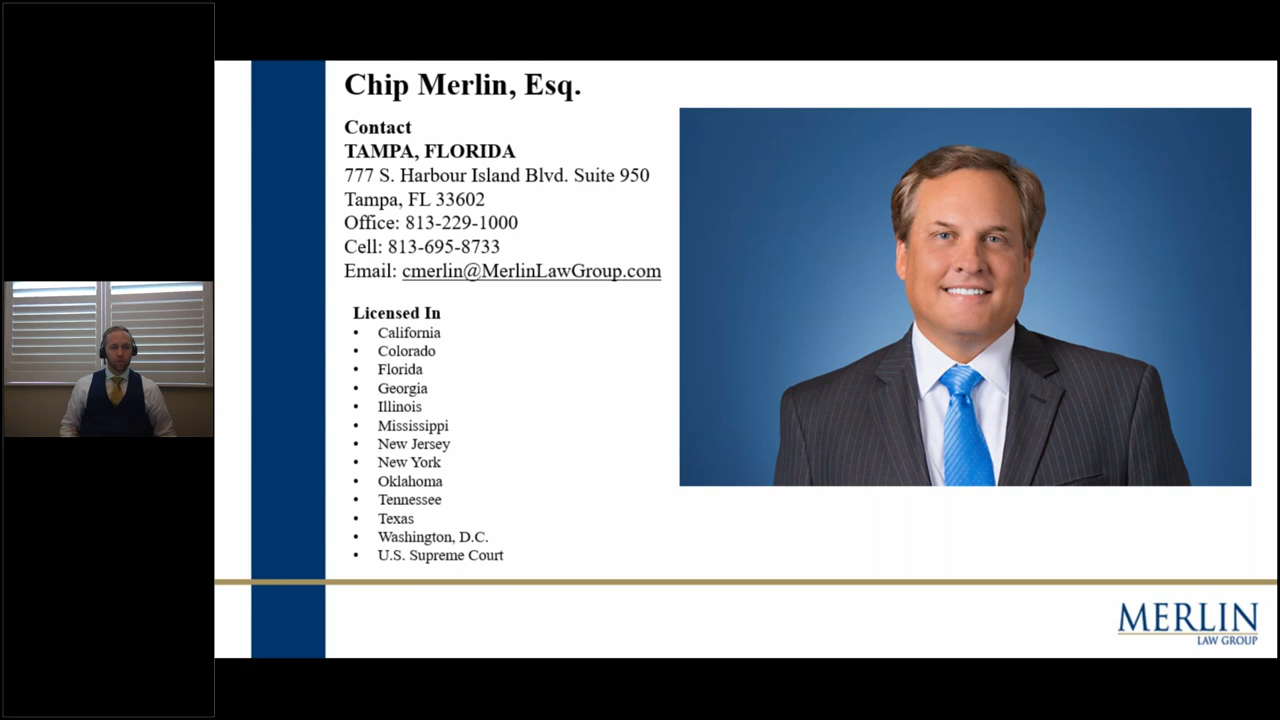 Chip Merlin, Esq.
Contact
TAMPA, FLORIDA
777 S. Harbour Island Blvd. Suite 950
Tampa, FL 33602
Office: 813-229-1000
Cell: 813-695-8733
Email: cmerlin@MerlinLawGroup.com
Licensed In
• California
• Colorado
• Florida
• Georgia
• Illinois
• Mississippi
• New Jersey
• New York
• Oklahoma
• Tennessee
• Texas
• Washington, D.C.
• U.S. Supreme Court
MERLIN
LAW GROUP